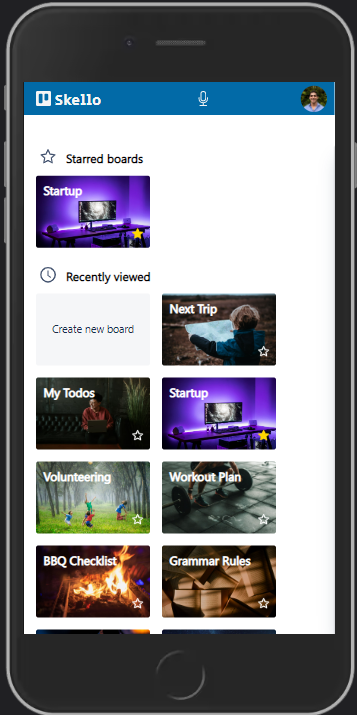 Skello
Starred boards
Startup
Recently viewed
Create new board
Next Trip
My Todos
Startup
Volunteering
Workout Plan
BBQ Checklist
Grammar Rules